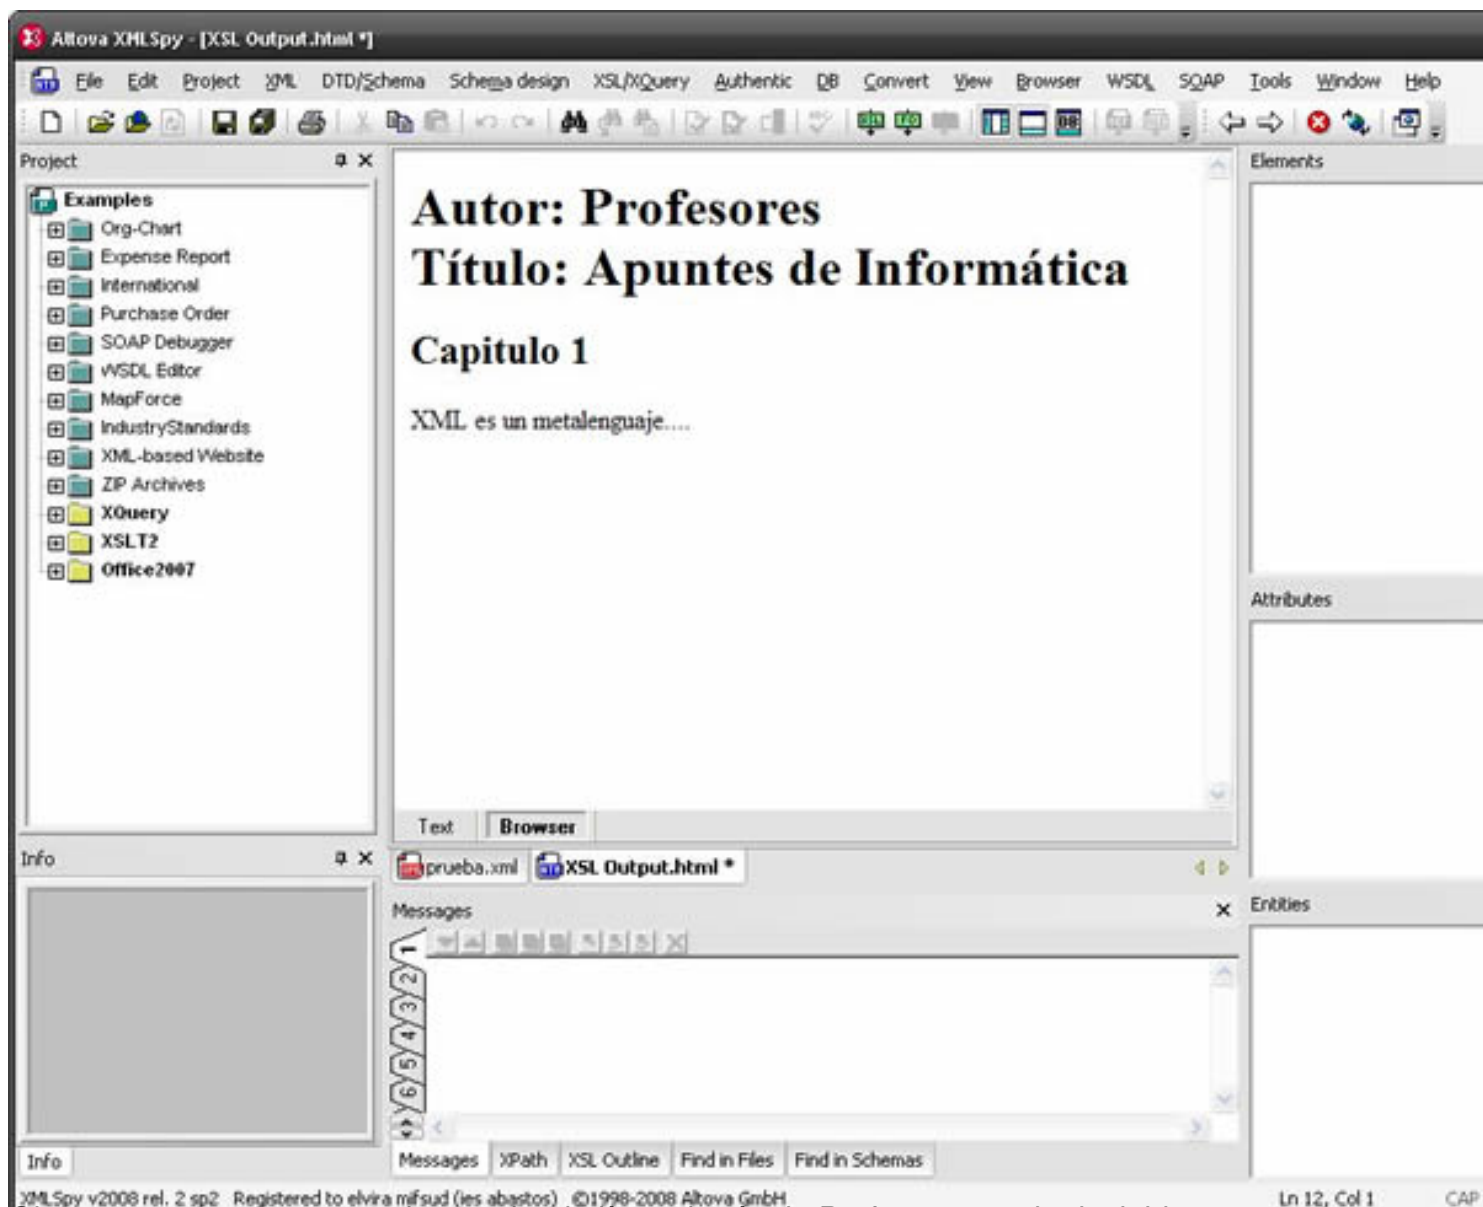 Altova XMLSpy - [XSL Output.html *]
File Edit Project XML DTD/Schema Schema design XSL/XQuery Authentic DB Convert View Browser WSDL SOAP Tools Window Help
Project
Examples
Org-Chart
Expense Report
International
Purchase Order
SOAP Debugger
WSDL Editor
MapForce
IndustryStandards
XML-based Website
ZIP Archives
XQuery
XSLT2
Office2007
Info
Info
Autor: Profesores
Título: Apuntes de Informática
Capitulo 1
XML es un metalenguaje....
Text Browser
prueba.xml XSL Output.html *
Messages
1
2
3
4
5
6
Messages XPath XSL Outline Find in Files Find in Schemas
Elements
Attributes
Entities
XMLSpy v2008 rel. 2 sp2 Registered to elvira mifsud (ies abastos) ©1998-2008 Altova GmbH Ln 12, Col 1 CAP